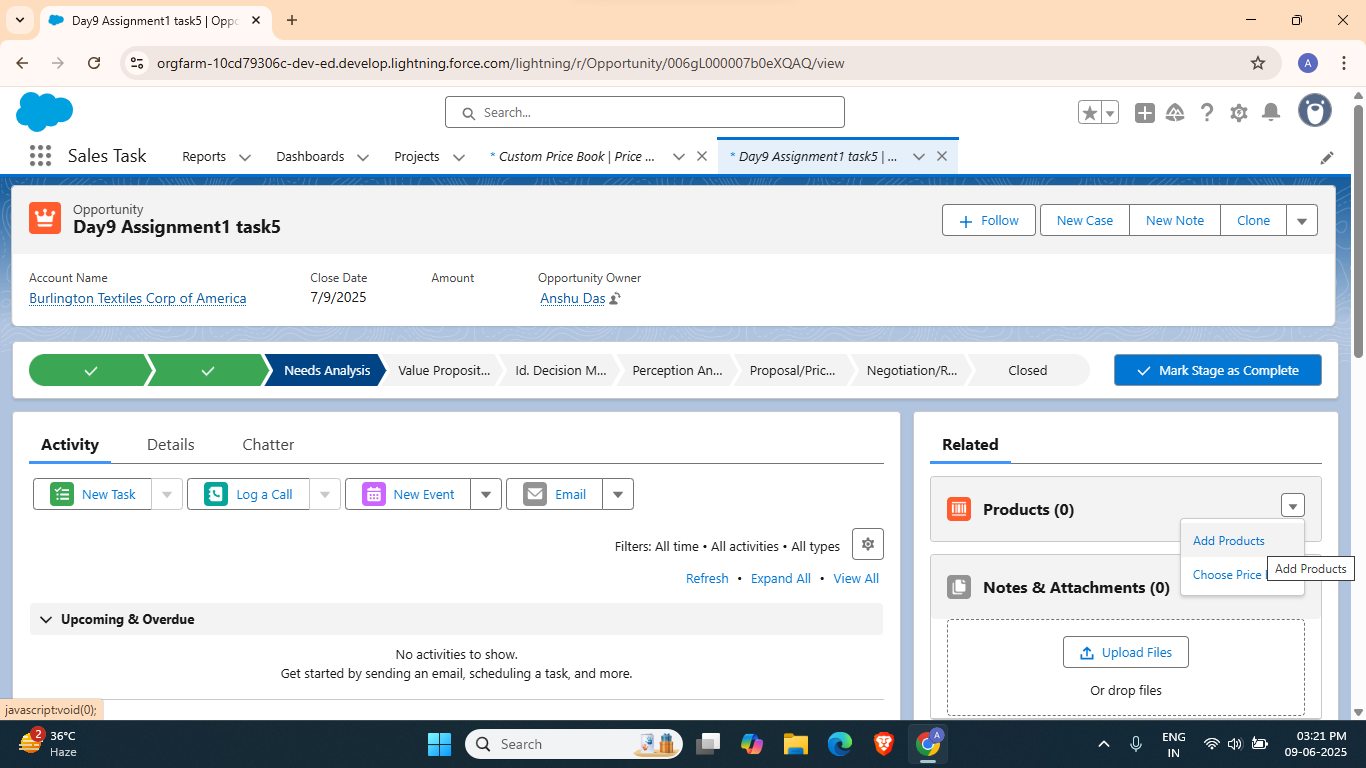 Day9 Assignment1 task5 | Oppo
orgfarm-10cd79306c-dev-ed.develop.lightning.force.com/lightning/r/Opportunity/006gL000007b0eXQAQ/view
A
Search...
Sales Task
Reports
Dashboards
Projects
* Custom Price Book | Price ...
* Day9 Assignment1 task5 | ...
Opportunity
Day9 Assignment1 task5
Follow
New Case
New Note
Clone
Account Name
Close Date
Amount
Opportunity Owner
Burlington Textiles Corp of America
7/9/2025
Anshu Das
Needs Analysis
Value Proposit...
Id. Decision M...
Perception An...
Proposal/Pric...
Negotiation/R...
Closed
Mark Stage as Complete
Activity
Details
Chatter
New Task
Log a Call
New Event
Email
Filters: All time • All activities • All types
Refresh • Expand All • View All
Upcoming & Overdue
No activities to show.
Get started by sending an email, scheduling a task, and more.
Related
Products (0)
Add Products
Choose Price
Add Products
Notes & Attachments (0)
Upload Files
Or drop files
javascript:void(0);
2
36°C
Haze
Search
A
ENG
IN
03:21 PM
09-06-2025